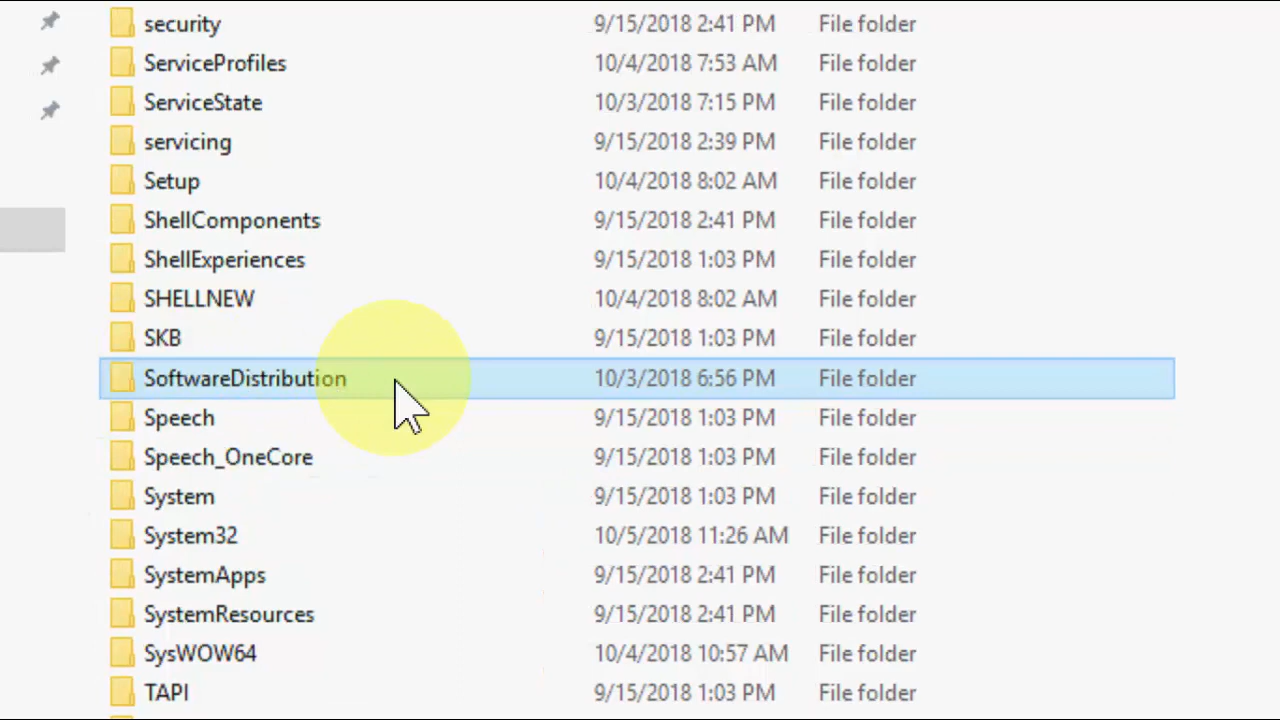 security 9/15/2018 2:41 PM File folder
ServiceProfiles 10/4/2018 7:53 AM File folder
ServiceState 10/3/2018 7:15 PM File folder
servicing 9/15/2018 2:39 PM File folder
Setup 10/4/2018 8:02 AM File folder
ShellComponents 9/15/2018 2:41 PM File folder
ShellExperiences 9/15/2018 1:03 PM File folder
SHELLNEW 10/4/2018 8:02 AM File folder
SKB 9/15/2018 1:03 PM File folder
SoftwareDistribution 10/3/2018 6:56 PM File folder
Speech 9/15/2018 1:03 PM File folder
Speech_OneCore 9/15/2018 1:03 PM File folder
System 9/15/2018 1:03 PM File folder
System32 10/5/2018 11:26 AM File folder
SystemApps 9/15/2018 2:41 PM File folder
SystemResources 9/15/2018 2:41 PM File folder
SysWOW64 10/4/2018 10:57 AM File folder
TAPI 9/15/2018 1:03 PM File folder